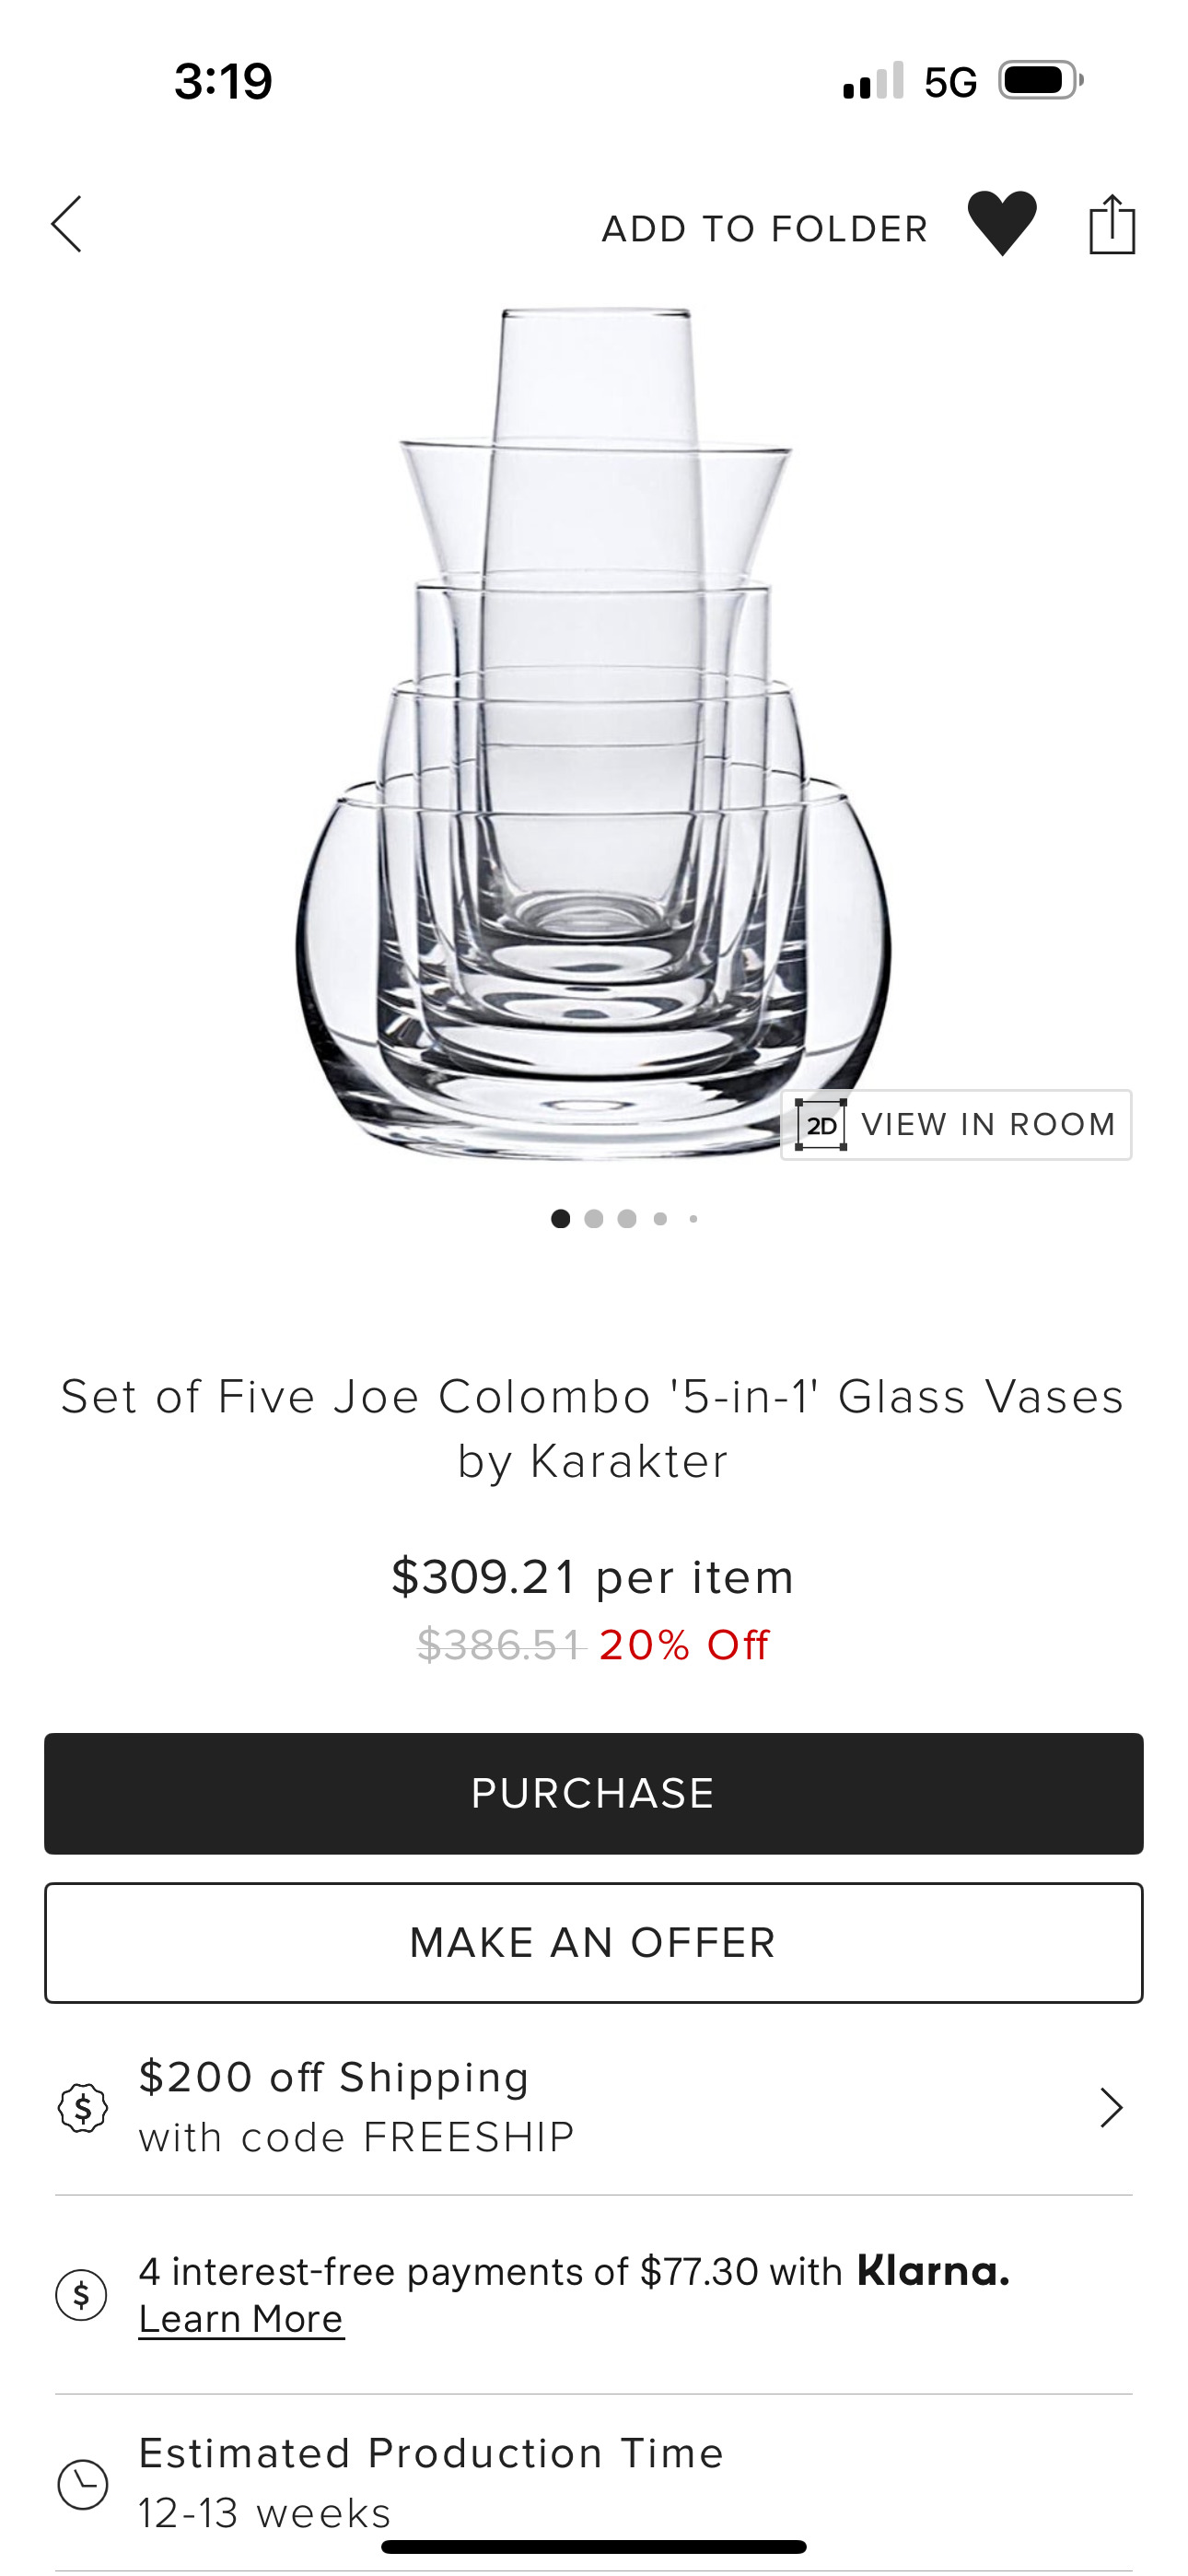 3:19
5G
ADD TO FOLDER
2D VIEW IN ROOM
Set of Five Joe Colombo '5-in-1' Glass Vases
by Karakter
$309.21 per item
$386.51 20% Off
PURCHASE
MAKE AN OFFER
$200 off Shipping
with code FREESHIP
4 interest-free payments of $77.30 with Klarna.
Learn More
Estimated Production Time
12-13 weeks